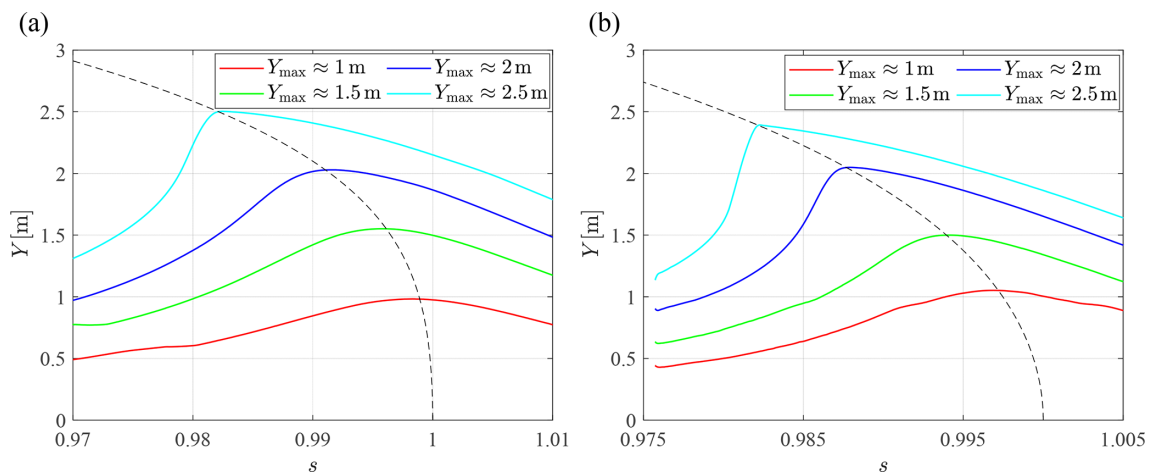 (a)
3
2.5
2
1.5
1
0.5
0
Y [m]
Y_max ≈ 1 m
Y_max ≈ 2 m
Y_max ≈ 1.5 m
Y_max ≈ 2.5 m
0.97 0.98 0.99 1 1.01
s
(b)
3
2.5
2
1.5
1
0.5
0
Y [m]
Y_max ≈ 1 m
Y_max ≈ 2 m
Y_max ≈ 1.5 m
Y_max ≈ 2.5 m
0.975 0.985 0.995 1.005
s